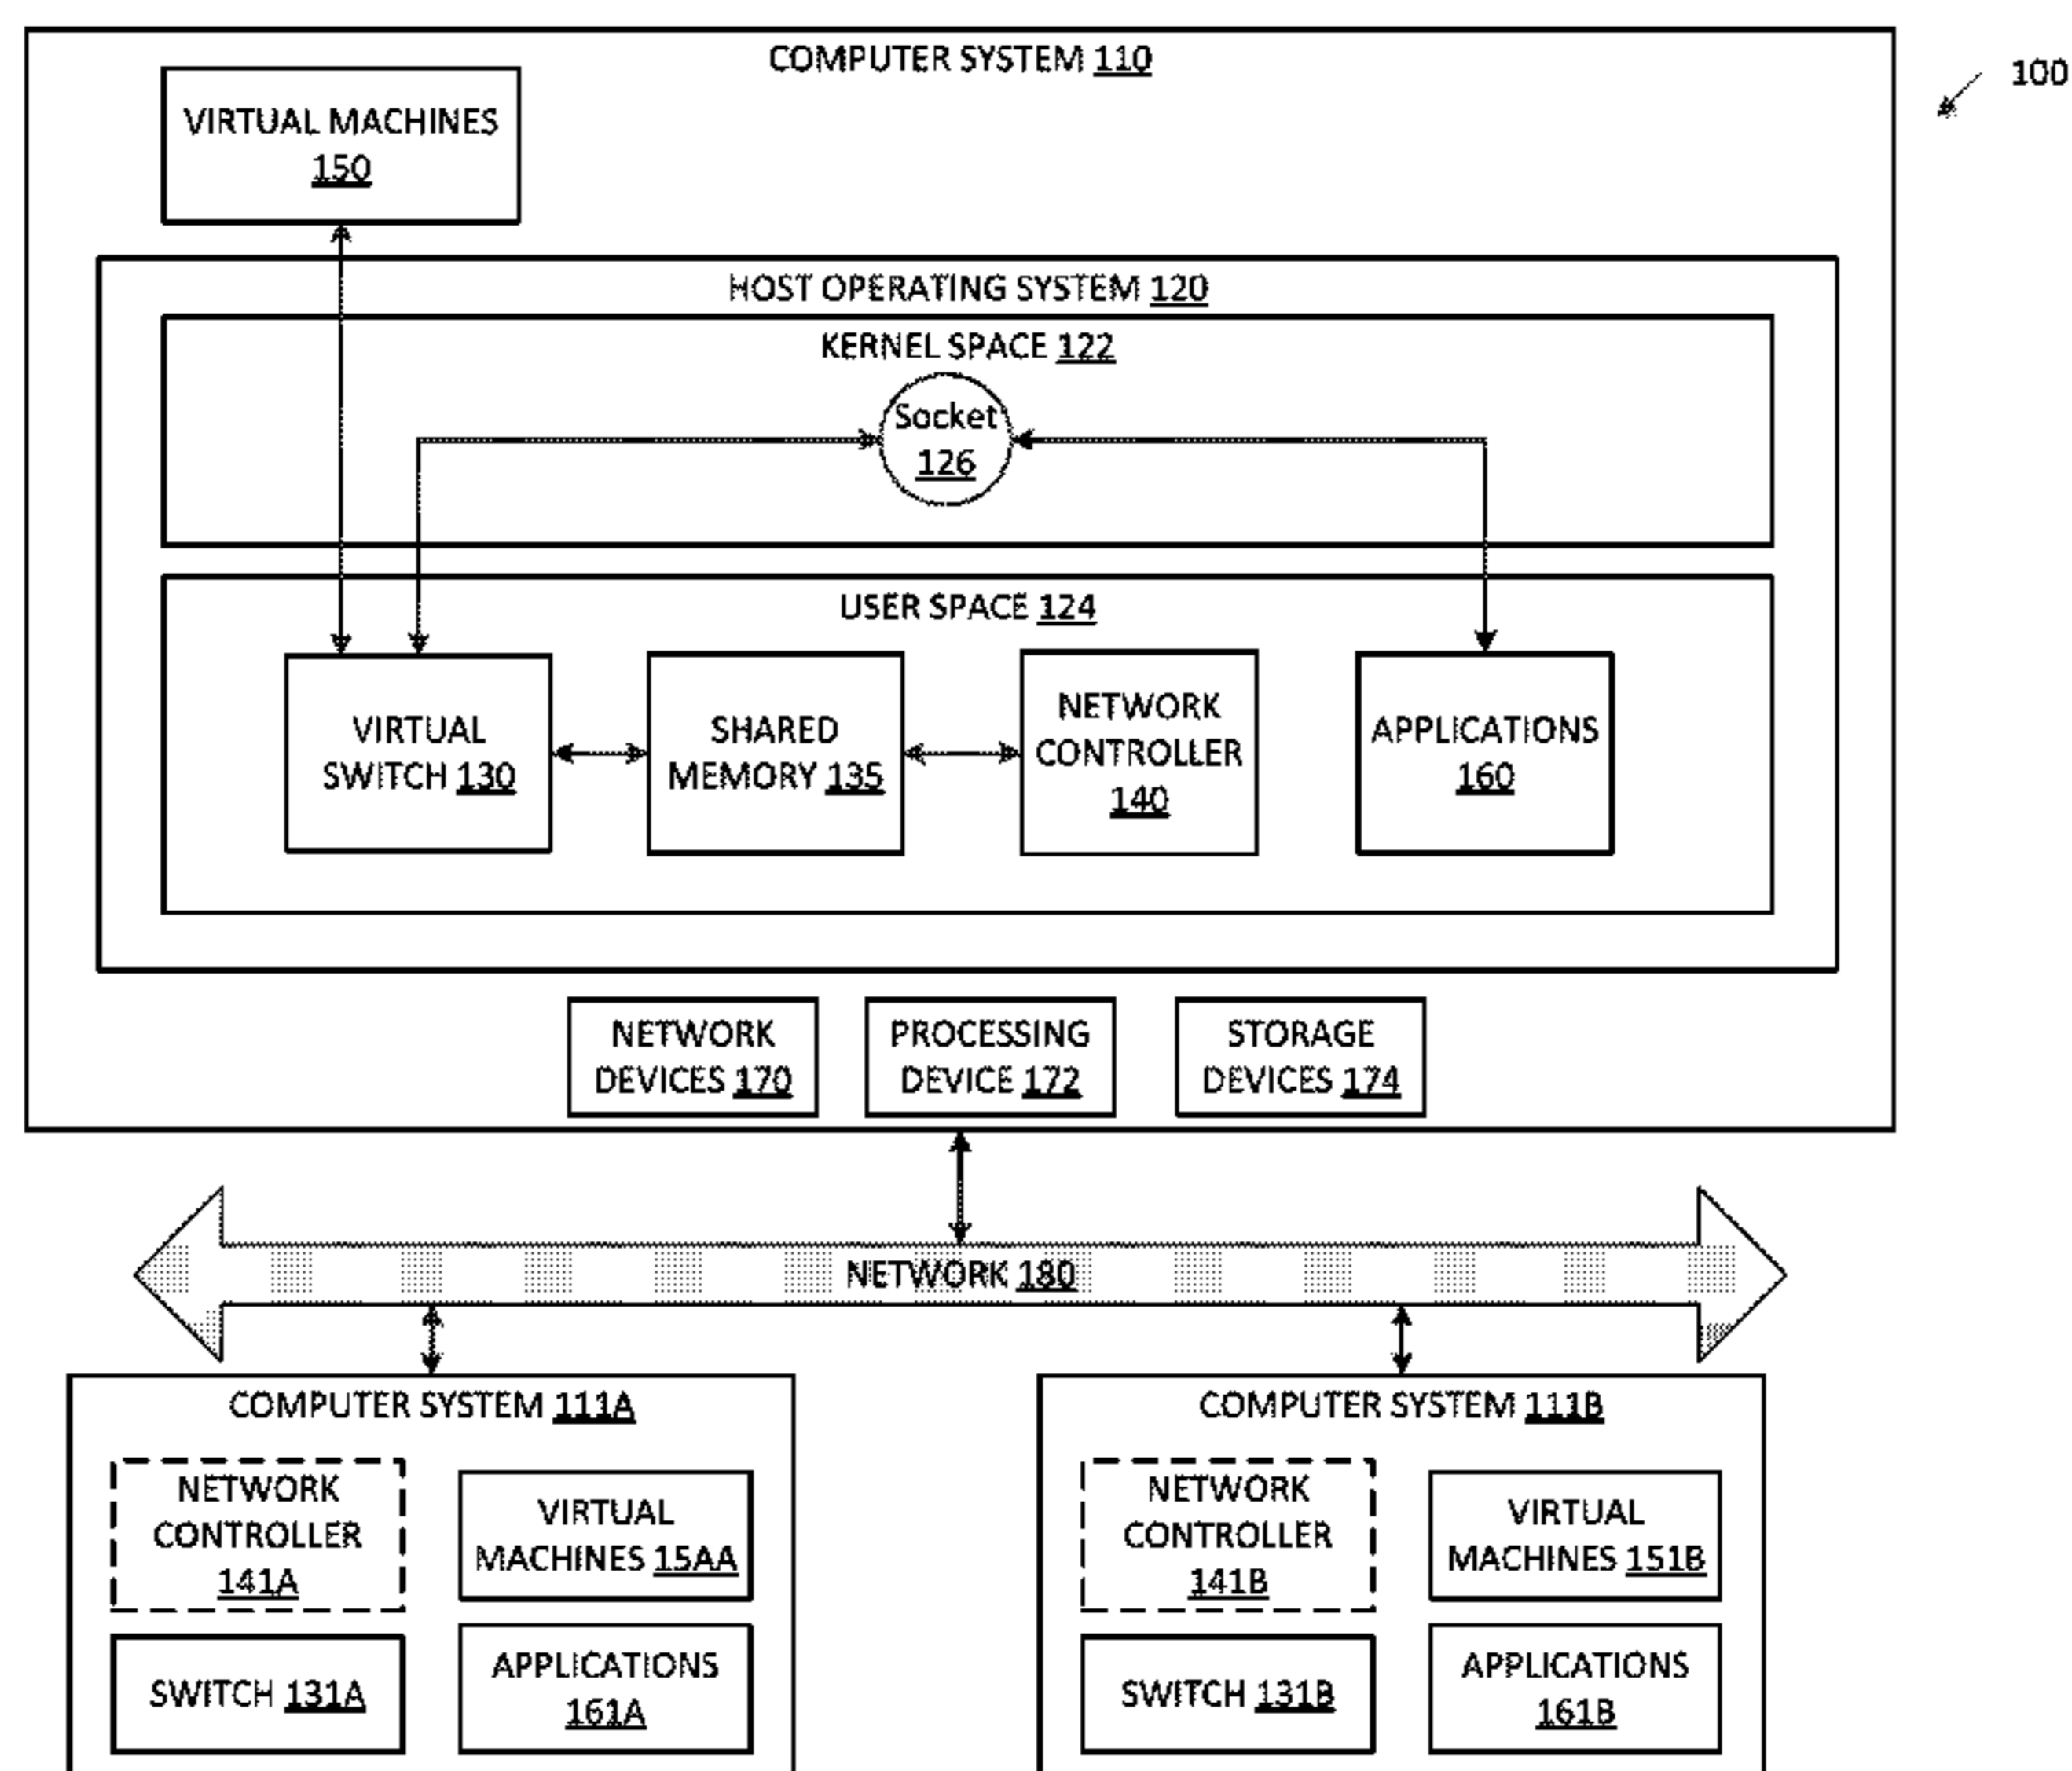 COMPUTER SYSTEM 110
100
VIRTUAL MACHINES
150
HOST OPERATING SYSTEM 120
KERNEL SPACE 122
Socket
126
USER SPACE 124
VIRTUAL
SWITCH 130
SHARED
MEMORY 135
NETWORK
CONTROLLER
140
APPLICATIONS
160
NETWORK
DEVICES 170
PROCESSING
DEVICE 172
STORAGE
DEVICES 174
NETWORK 180
COMPUTER SYSTEM 111A
NETWORK
CONTROLLER
141A
VIRTUAL
MACHINES 15AA
SWITCH 131A
APPLICATIONS
161A
COMPUTER SYSTEM 111B
NETWORK
CONTROLLER
141B
VIRTUAL
MACHINES 151B
SWITCH 131B
APPLICATIONS
161B